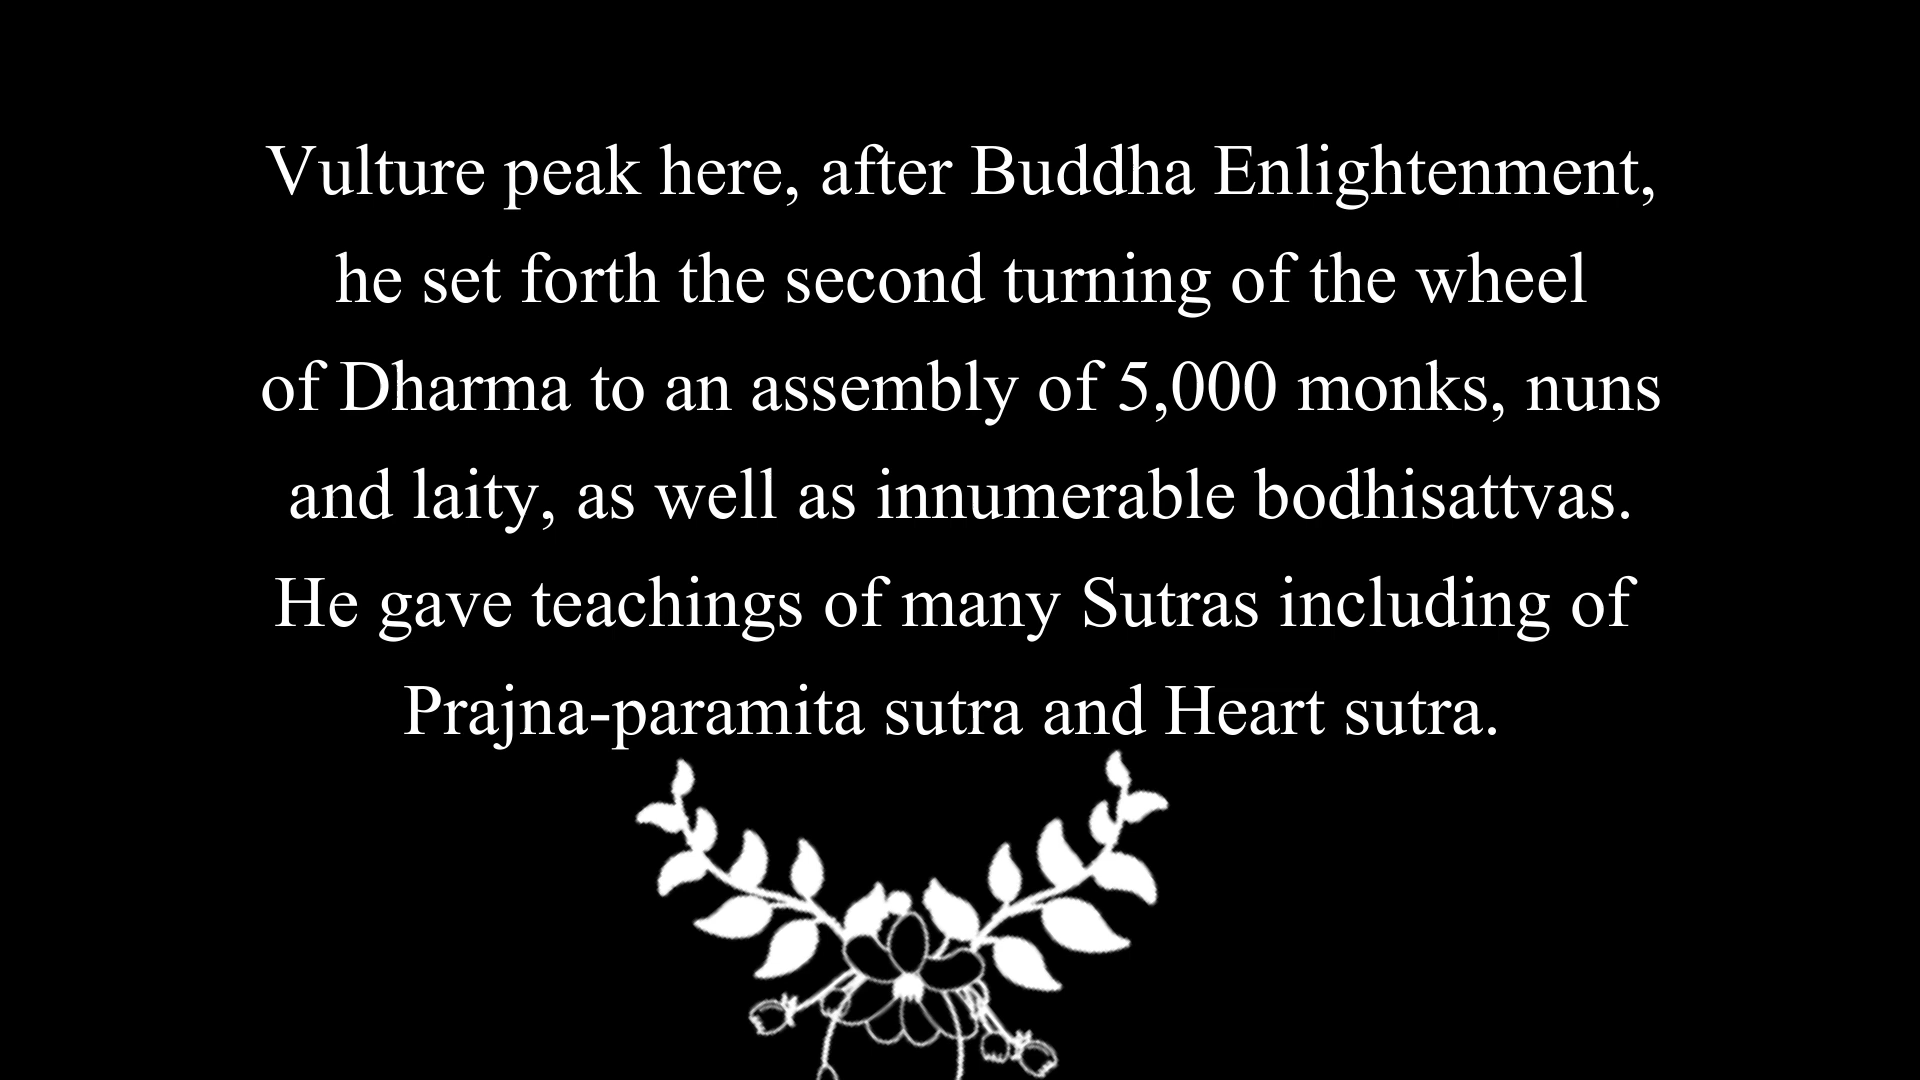 Vulture peak here, after Buddha Enlightenment,
he set forth the second turning of the wheel
of Dharma to an assembly of 5,000 monks, nuns
and laity, as well as innumerable bodhisattvas.
He gave teachings of many Sutras including of
Prajna-paramita sutra and Heart sutra.